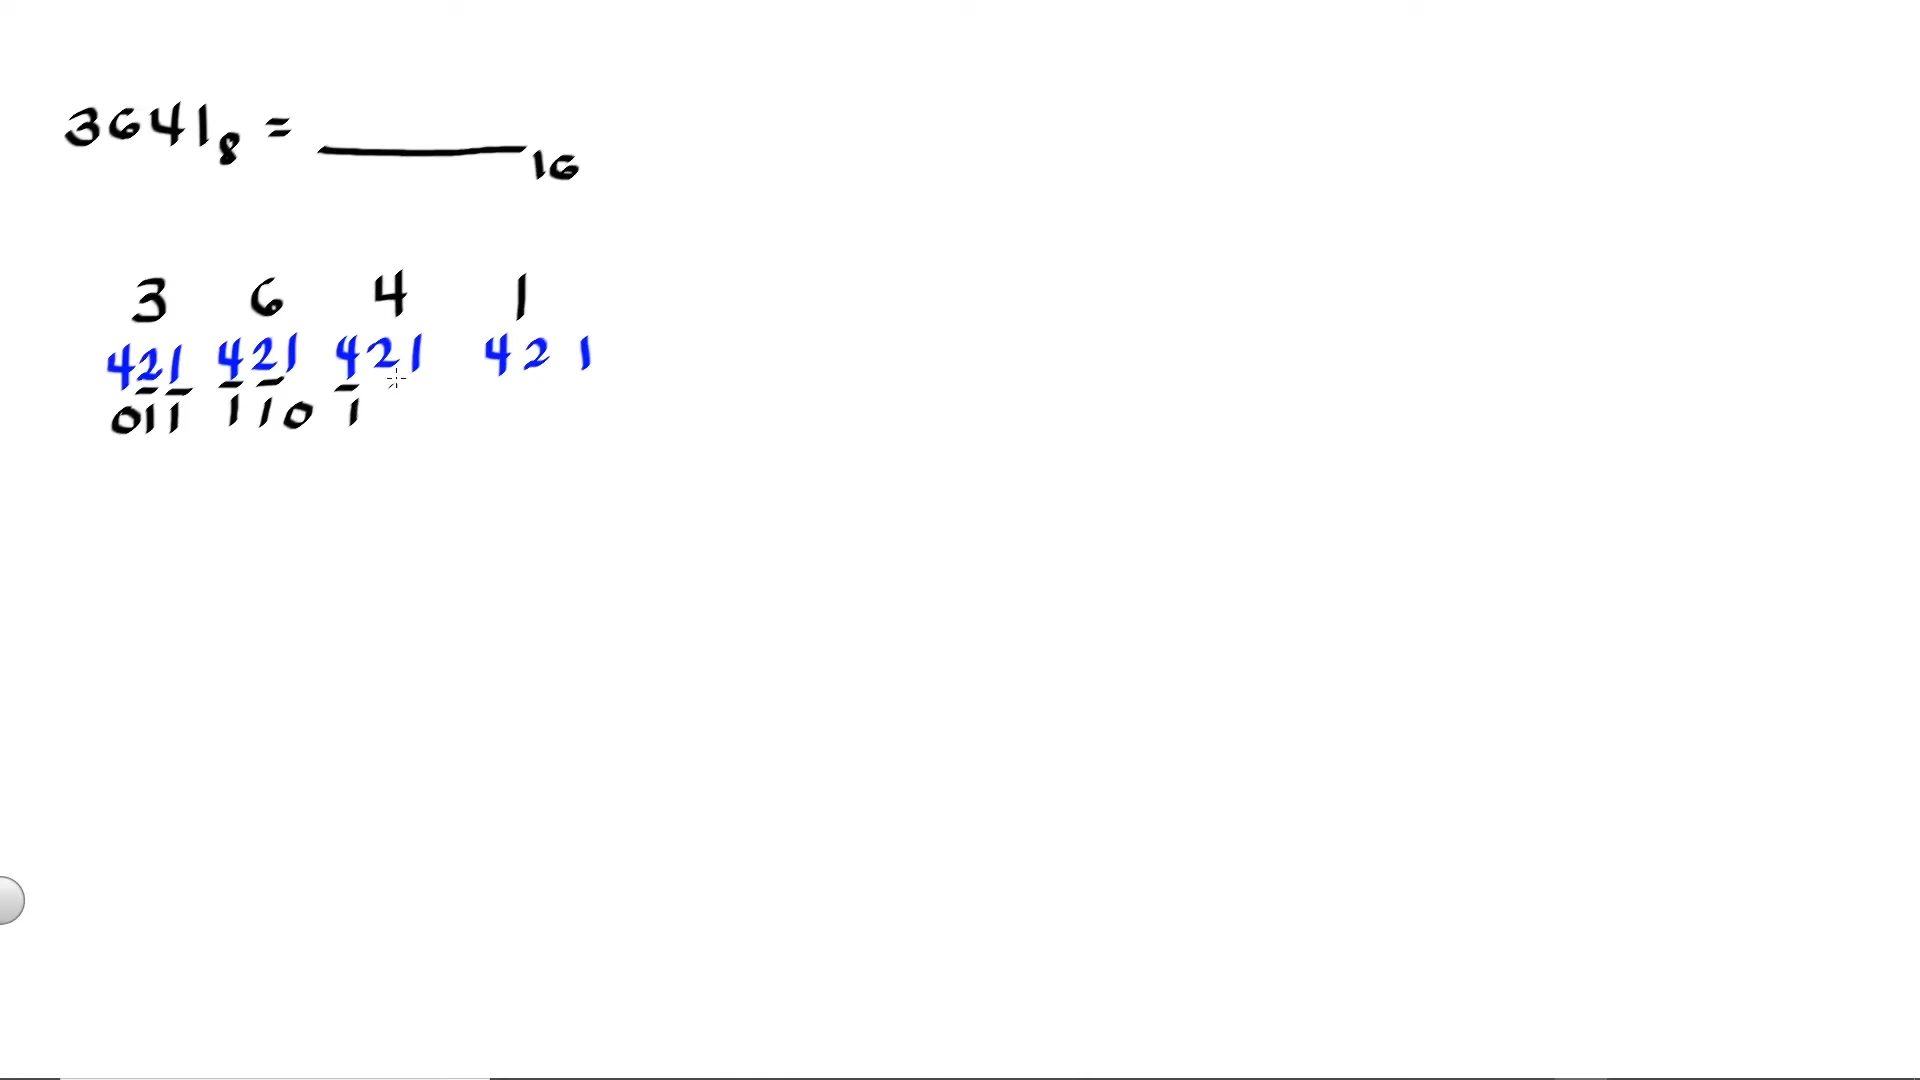 3641₈ = ______₁₆
3 6 4 1
421 421 421 421
011 110 1